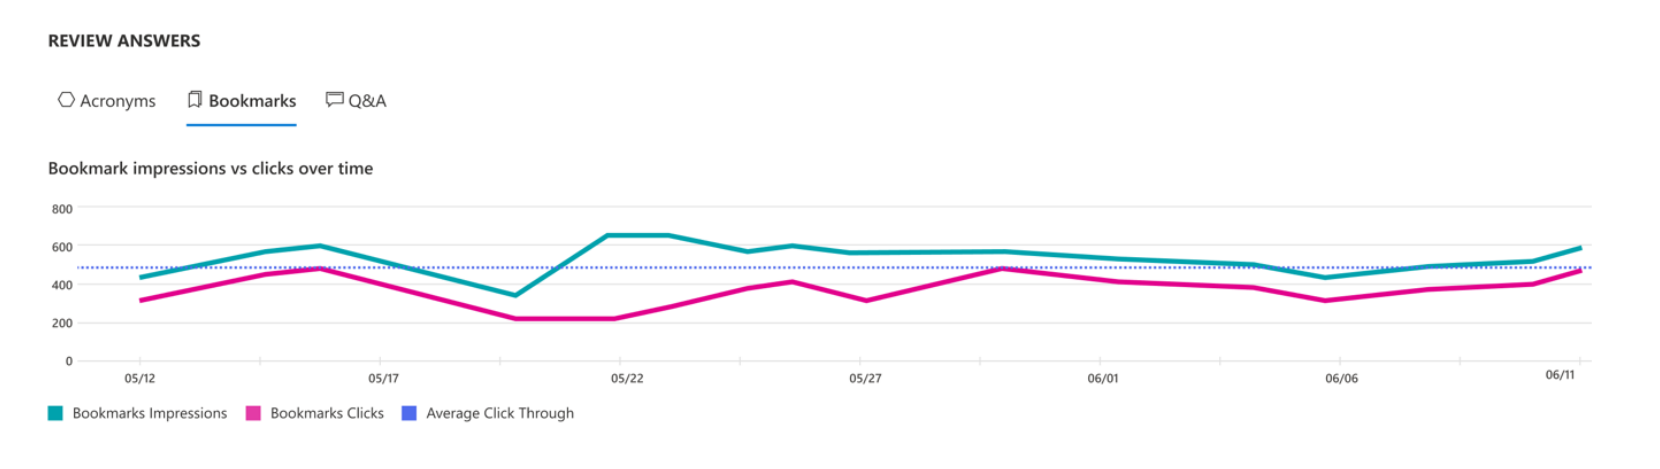 REVIEW ANSWERS
Acronyms Bookmarks Q&A
Bookmark impressions vs clicks over time
800
600
400
200
0
05/12 05/17 05/22 05/27 06/01 06/06 06/11
Bookmarks Impressions Bookmarks Clicks Average Click Through